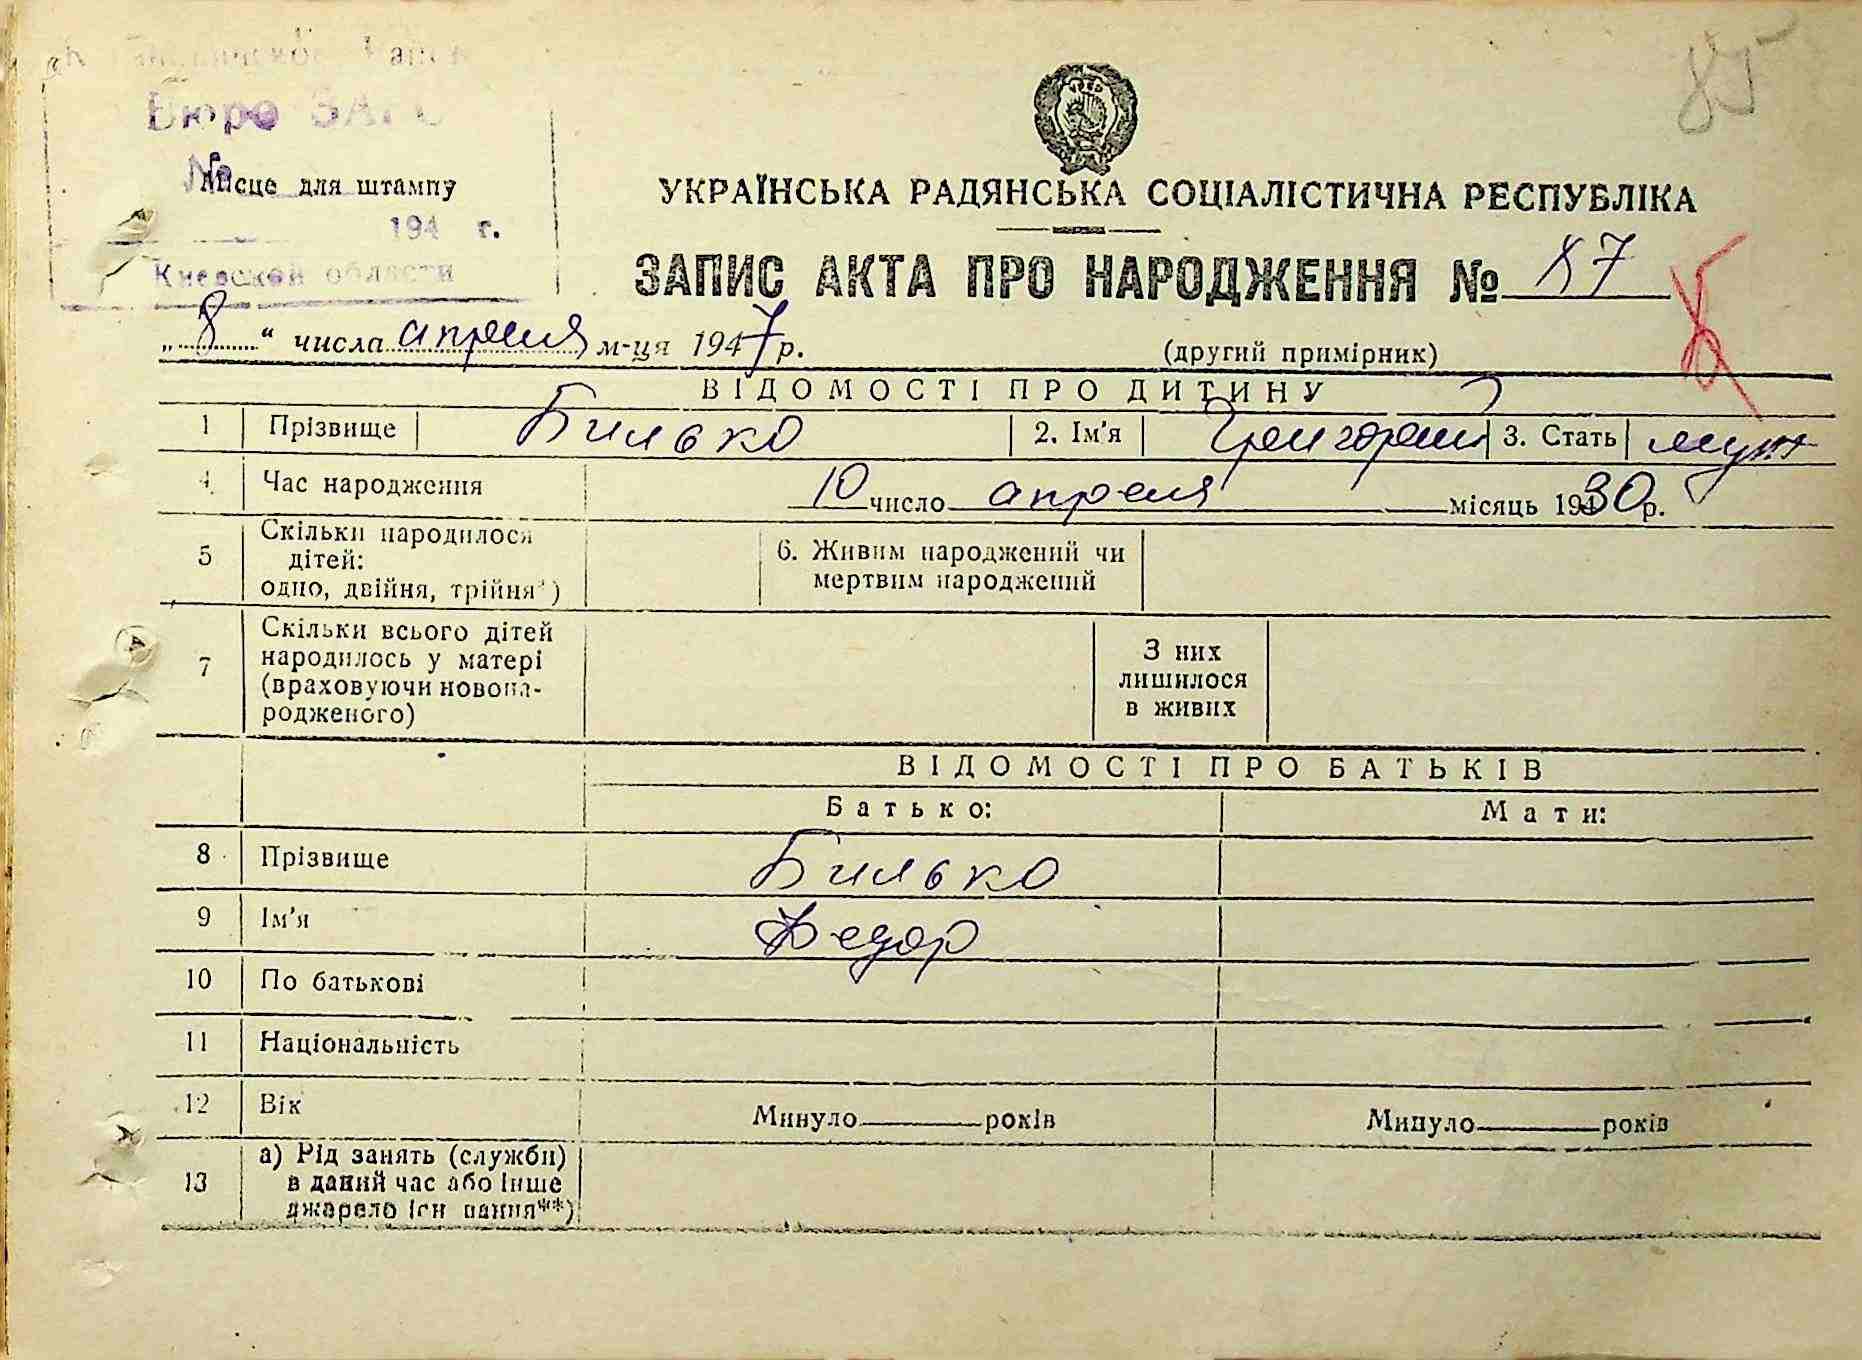 85
Бюро ЗАГС
№
Місце для штампу
194 г.
Киевской области
УКРАЇНСЬКА РАДЯНСЬКА СОЦІАЛІСТИЧНА РЕСПУБЛІКА
ЗАПИС АКТА ПРО НАРОДЖЕННЯ № 87
„8“ числа апреля м-ця 1947 р.
(другий примірник)
ВІДОМОСТІ ПРО ДИТИНУ
1 Прізвище Билько 2. Ім'я Григорий 3. Стать муж
4. Час народження 10 число апреля місяць 1930 р.
5 Скільки народилося дітей: одно, двійня, трійня*)
6. Живим народжений чи мертвим народжений
7 Скільки всього дітей народилось у матері (враховуючи новона-родженого)
З них лишилося в живих
ВІДОМОСТІ ПРО БАТЬКІВ
Батько: Мати:
8 Прізвище Билько
9 Ім'я Федор
10 По батькові
11 Національність
12 Вік Минуло ———— років Минуло ———— років
13 а) Рід занять (служби) в даний час або інше джерело існування**)